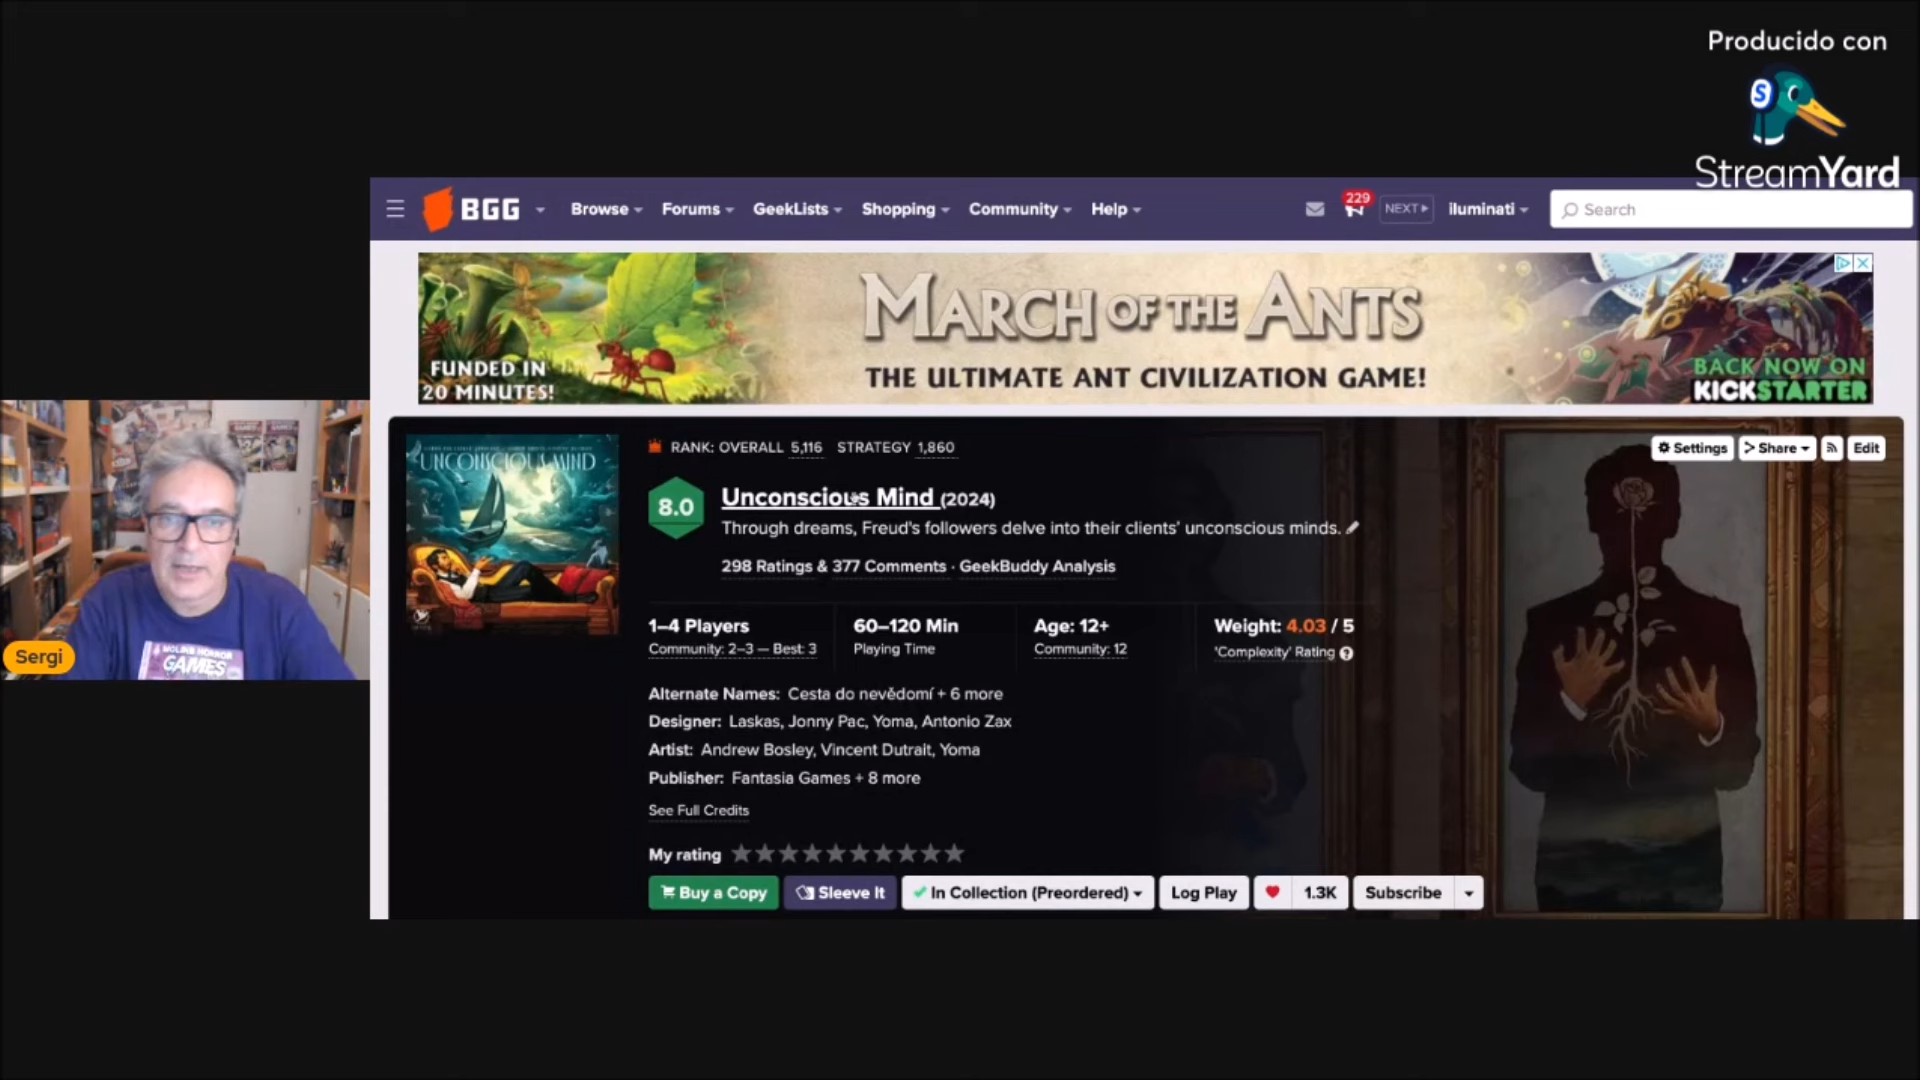 Producido con
StreamYard
BGG
Browse
Forums
GeekLists
Shopping
Community
Help
229
NEXT
iluminati
Search
FUNDED IN
20 MINUTES!
MARCH OF THE ANTS
THE ULTIMATE ANT CIVILIZATION GAME!
BACK NOW ON
KICKSTARTER
UNCONSCIOUS MIND
RANK: OVERALL 5,116 STRATEGY 1,860
Settings
Share
Edit
8.0
Unconscious Mind (2024)
Through dreams, Freud's followers delve into their clients' unconscious minds.
298 Ratings & 377 Comments · GeekBuddy Analysis
1–4 Players
Community: 2–3 — Best: 3
60–120 Min
Playing Time
Age: 12+
Community: 12
Weight: 4.03 / 5
'Complexity' Rating
Alternate Names: Cesta do nevědomí + 6 more
Designer: Laskas, Jonny Pac, Yoma, Antonio Zax
Artist: Andrew Bosley, Vincent Dutrait, Yoma
Publisher: Fantasia Games + 8 more
See Full Credits
My rating
Buy a Copy
Sleeve It
In Collection (Preordered)
Log Play
1.3K
Subscribe
Sergi
MOLINS HORROR
GAMES